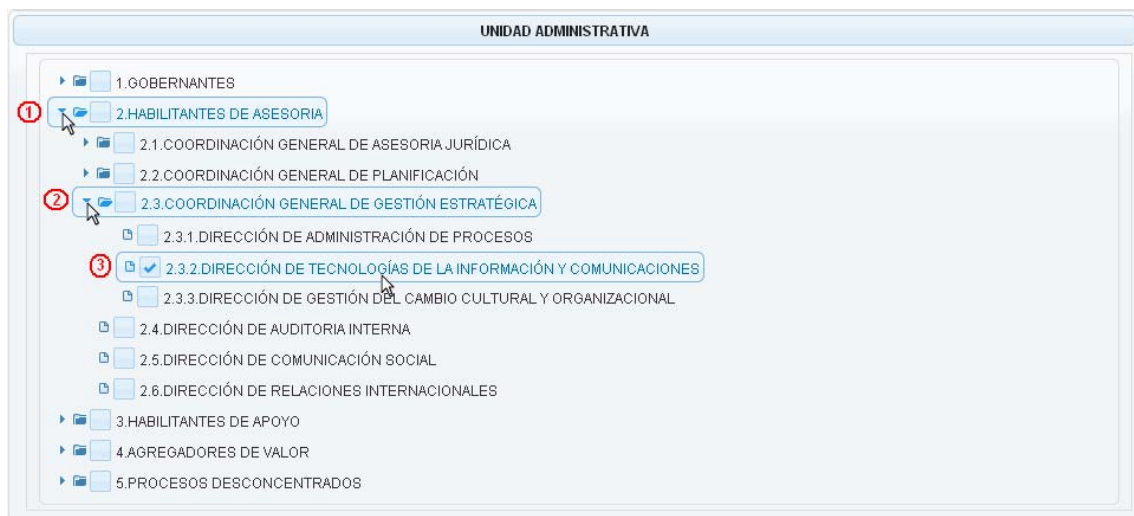 UNIDAD ADMINISTRATIVA
1.GOBERNANTES
1 2.HABILITANTES DE ASESORIA
2.1.COORDINACIÓN GENERAL DE ASESORIA JURÍDICA
2.2.COORDINACIÓN GENERAL DE PLANIFICACIÓN
2 2.3.COORDINACIÓN GENERAL DE GESTIÓN ESTRATÉGICA
2.3.1.DIRECCIÓN DE ADMINISTRACIÓN DE PROCESOS
3 2.3.2.DIRECCIÓN DE TECNOLOGÍAS DE LA INFORMACIÓN Y COMUNICACIONES
2.3.3.DIRECCIÓN DE GESTIÓN DEL CAMBIO CULTURAL Y ORGANIZACIONAL
2.4.DIRECCIÓN DE AUDITORIA INTERNA
2.5.DIRECCIÓN DE COMUNICACIÓN SOCIAL
2.6.DIRECCIÓN DE RELACIONES INTERNACIONALES
3.HABILITANTES DE APOYO
4.AGREGADORES DE VALOR
5.PROCESOS DESCONCENTRADOS